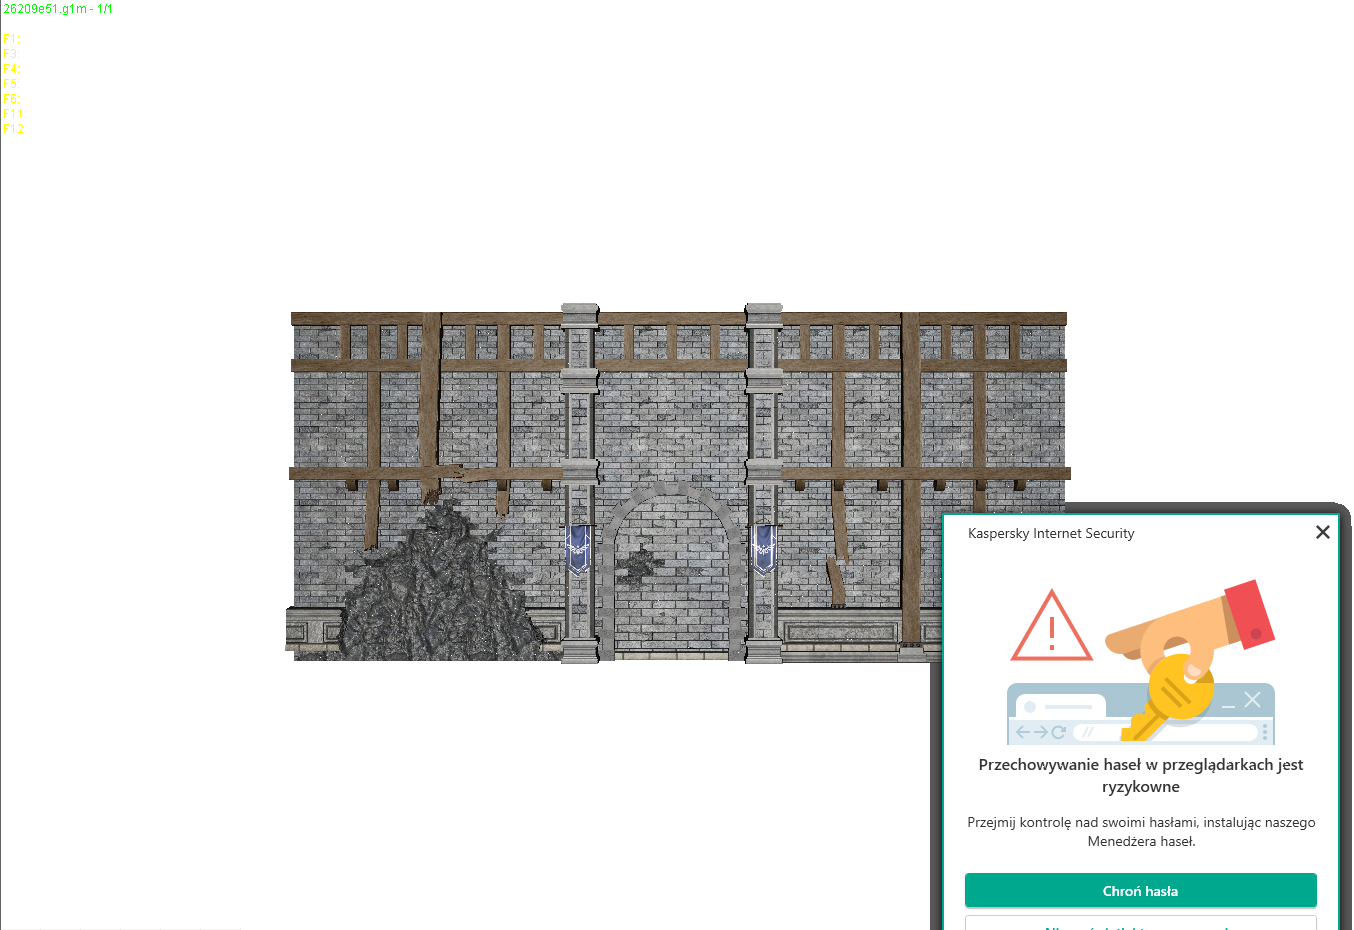 26209e51.g1m - 1/1
F1:
F3:
F4:
F5:
F6:
F11:
F12:
Kaspersky Internet Security
Przechowywanie haseł w przeglądarkach jest
ryzykowne
Przejmij kontrolę nad swoimi hasłami, instalując naszego
Menedżera haseł.
Chroń hasła